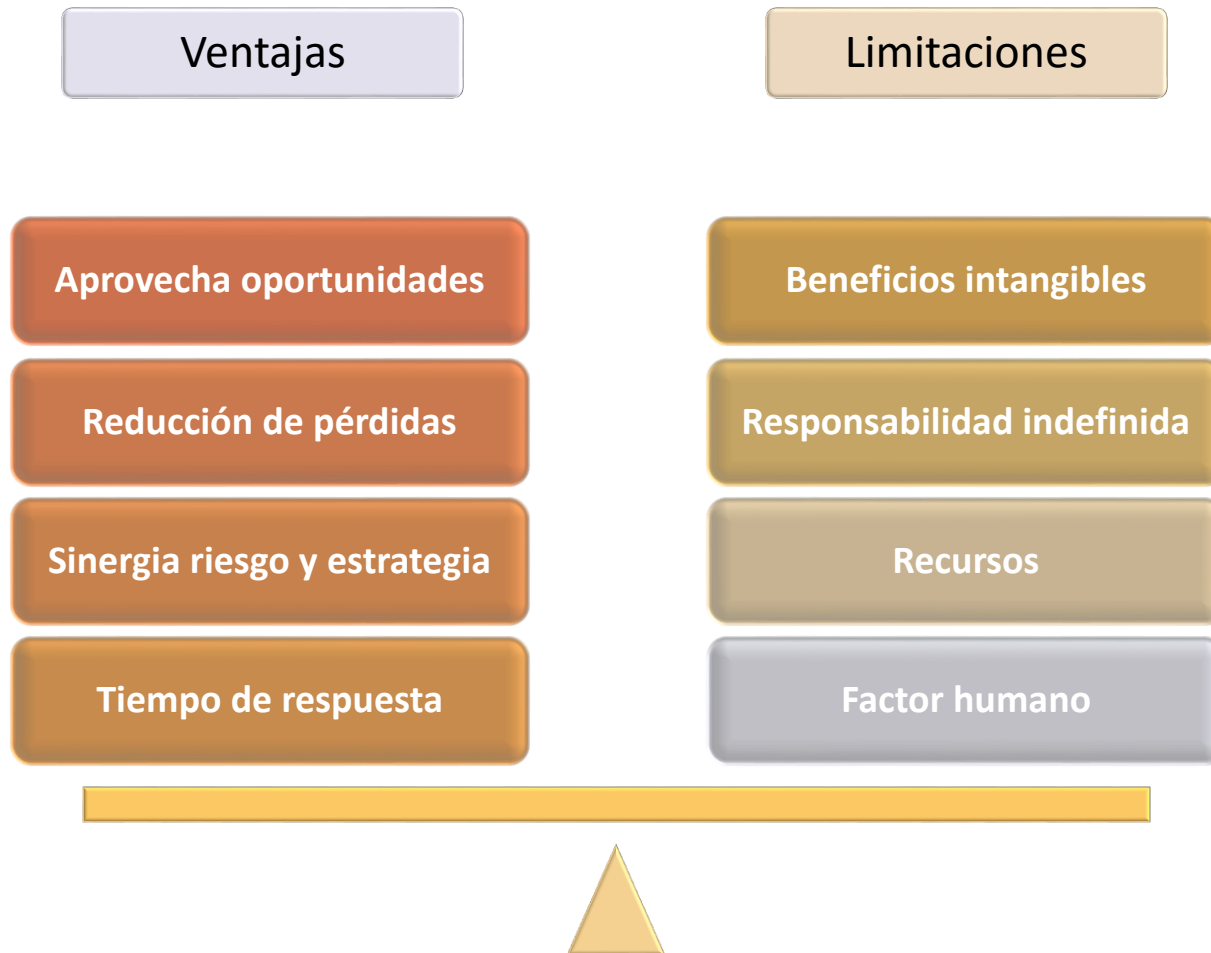 Ventajas
Limitaciones
Aprovecha oportunidades
Reducción de pérdidas
Sinergia riesgo y estrategia
Tiempo de respuesta
Beneficios intangibles
Responsabilidad indefinida
Recursos
Factor humano